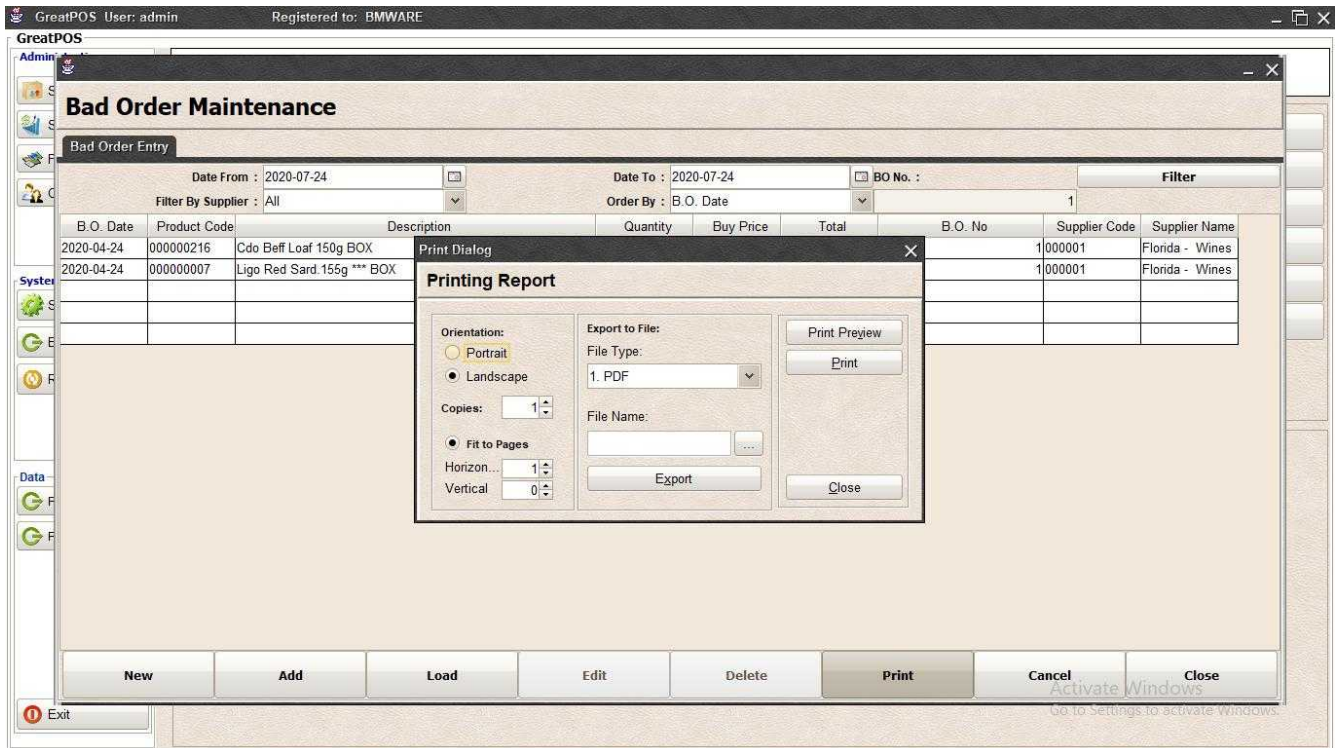 GreatPOS User: admin Registered to: BMWARE
GreatPOS
Admin
Bad Order Maintenance
Bad Order Entry
Date From : 2020-07-24 Date To : 2020-07-24 BO No. : Filter
Filter By Supplier : All Order By : B.O. Date 1
B.O. Date Product Code Description Quantity Buy Price Total B.O. No Supplier Code Supplier Name
2020-04-24 000000216 Cdo Beff Loaf 150g BOX 1 000001 Florida - Wines
2020-04-24 000000007 Ligo Red Sard.155g *** BOX 1 000001 Florida - Wines
Print Dialog
Printing Report
Orientation:
Portrait
Landscape
Copies: 1
Fit to Pages
Horizon... 1
Vertical 0
Export to File:
File Type:
1. PDF
File Name:
...
Export
Print Preview
Print
Close
System
Data
New Add Load Edit Delete Print Cancel Close
Activate Windows
Go to Settings to activate Windows.
Exit